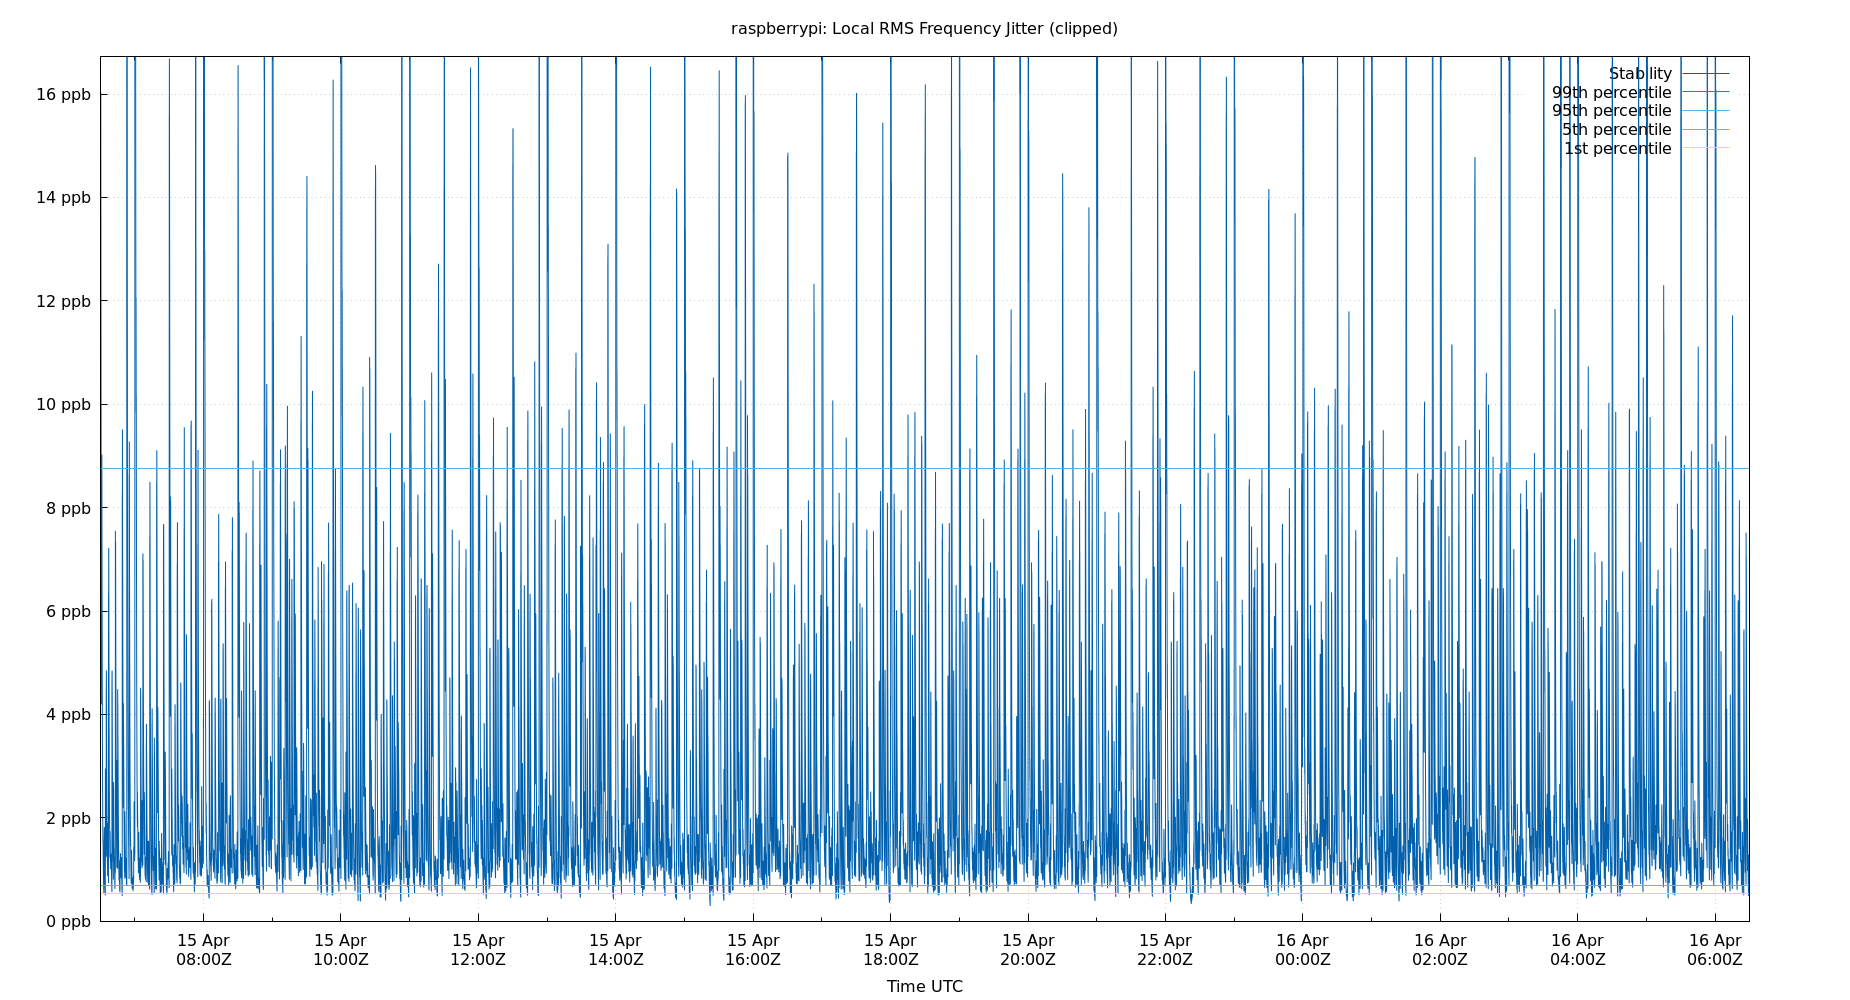 raspberrypi: Local RMS Frequency Jitter (clipped)
Stability
99th percentile
95th percentile
5th percentile
1st percentile
16 ppb
14 ppb
12 ppb
10 ppb
8 ppb
6 ppb
4 ppb
2 ppb
0 ppb
15 Apr 15 Apr 15 Apr 15 Apr 15 Apr 15 Apr 15 Apr 15 Apr 16 Apr 16 Apr 16 Apr 16 Apr
08:00Z 10:00Z 12:00Z 14:00Z 16:00Z 18:00Z 20:00Z 22:00Z 00:00Z 02:00Z 04:00Z 06:00Z
Time UTC